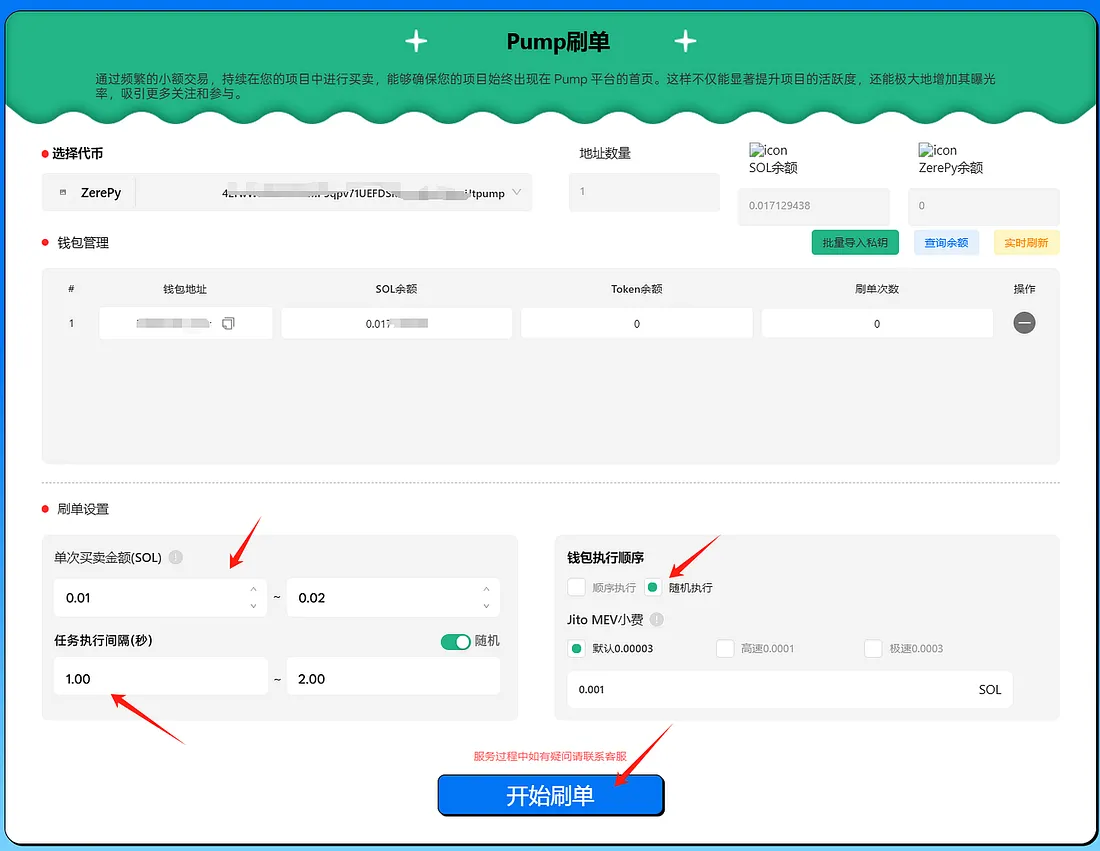 Pump刷单
通过频繁的小额交易，持续在您的项目中进行买卖，能够确保您的项目始终出现在 Pump 平台的首页。这样不仅能显著提升项目的活跃度，还能极大地增加其曝光
率，吸引更多关注和参与。
选择代币
地址数量
icon
SOL余额
icon
ZerePy余额
ZerePy
1
0.017129438
0
钱包管理
批量导入私钥
查询余额
实时刷新
# 钱包地址 SOL余额 Token余额 刷单次数 操作
1 0.017 0 0
刷单设置
单次买卖金额(SOL)
0.01 ~ 0.02
任务执行间隔(秒) 随机
1.00 ~ 2.00
钱包执行顺序
顺序执行 随机执行
Jito MEV小费
默认0.00003 高速0.0001 极速0.0003
0.001 SOL
服务过程中如有疑问请联系客服
开始刷单